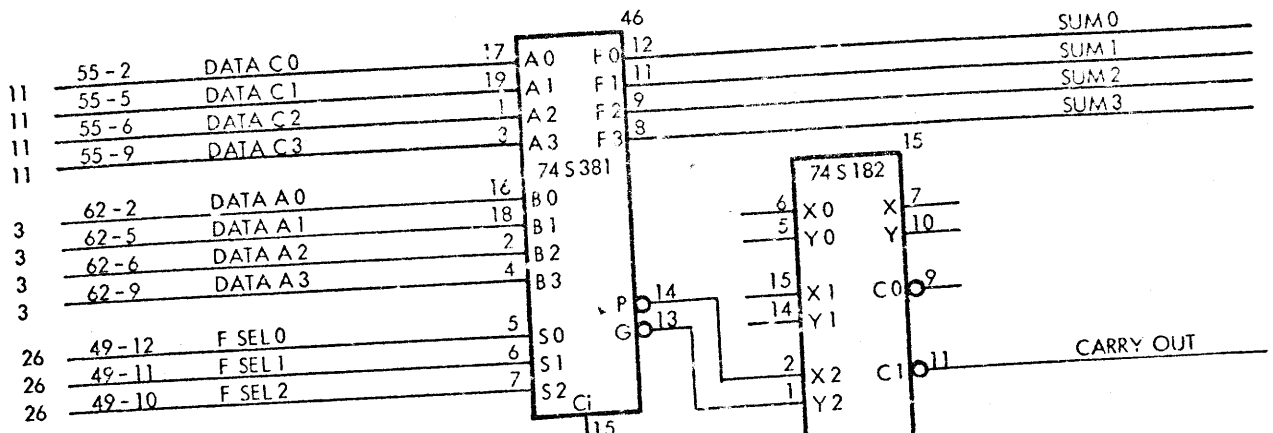 46
11 55-2 DATA C0 17 A0 F0 12 SUM 0
11 55-5 DATA C1 19 A1 F1 11 SUM 1
11 55-6 DATA C2 1 A2 F2 9 SUM 2
11 55-9 DATA C3 3 A3 F3 8 SUM 3
74S381
3 62-2 DATA A0 16 B0
3 62-5 DATA A1 18 B1
3 62-6 DATA A2 2 B2
3 62-9 DATA A3 4 B3
P 14
G 13
26 49-12 F SEL 0 5 S0
26 49-11 F SEL 1 6 S1
26 49-10 F SEL 2 7 S2
Ci
15
15
74S182
6 X0 X 7
5 Y0 Y 10
15 X1 C0 9
14 Y1
2 X2 C1 11 CARRY OUT
1 Y2